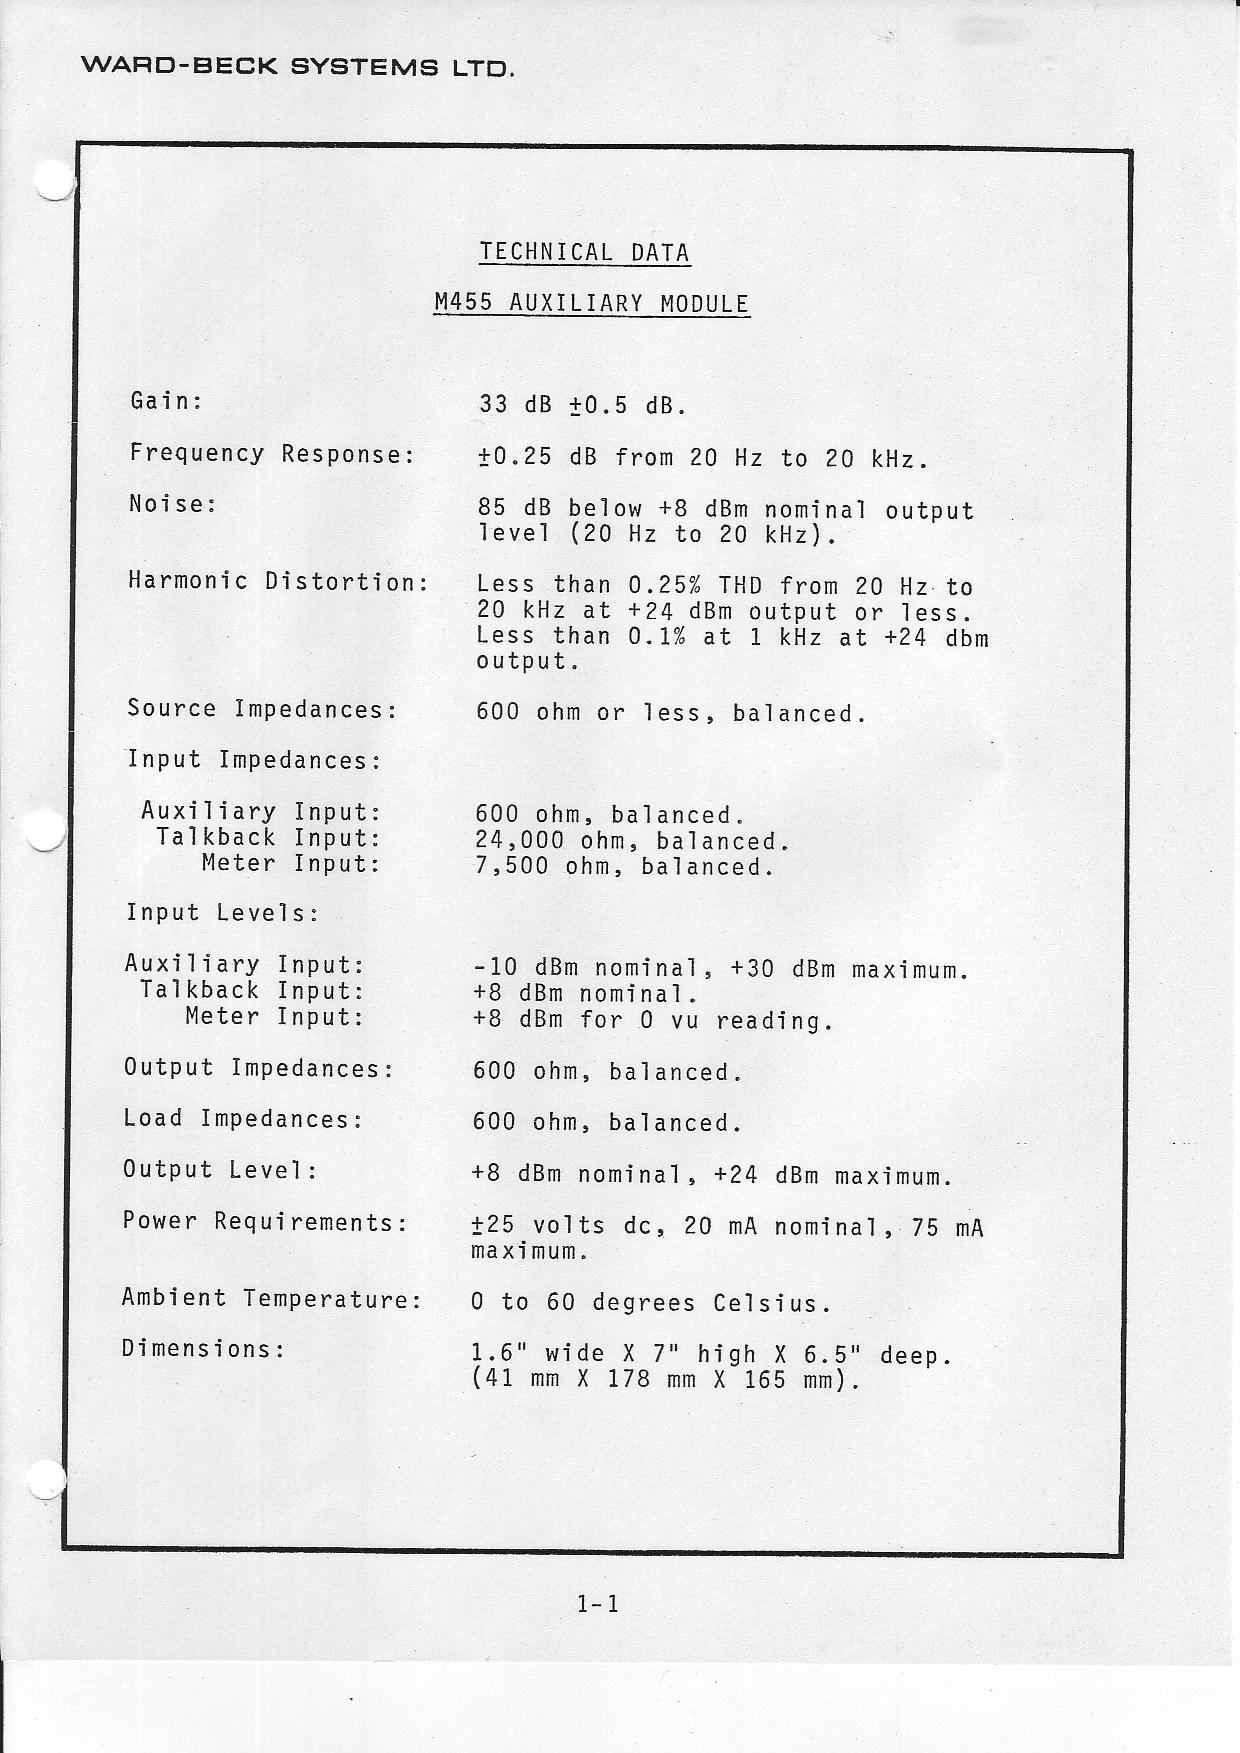 WARD-BECK SYSTEMS LTD.
TECHNICAL DATA
M455 AUXILIARY MODULE
Gain: 33 dB ±0.5 dB.
Frequency Response: ±0.25 dB from 20 Hz to 20 kHz.
Noise: 85 dB below +8 dBm nominal output
level (20 Hz to 20 kHz).
Harmonic Distortion: Less than 0.25% THD from 20 Hz to
20 kHz at +24 dBm output or less.
Less than 0.1% at 1 kHz at +24 dbm
output.
Source Impedances: 600 ohm or less, balanced.
Input Impedances:
Auxiliary Input: 600 ohm, balanced.
Talkback Input: 24,000 ohm, balanced.
Meter Input: 7,500 ohm, balanced.
Input Levels:
Auxiliary Input: -10 dBm nominal, +30 dBm maximum.
Talkback Input: +8 dBm nominal.
Meter Input: +8 dBm for 0 vu reading.
Output Impedances: 600 ohm, balanced.
Load Impedances: 600 ohm, balanced.
Output Level: +8 dBm nominal, +24 dBm maximum.
Power Requirements: ±25 volts dc, 20 mA nominal, 75 mA
maximum.
Ambient Temperature: 0 to 60 degrees Celsius.
Dimensions: 1.6" wide X 7" high X 6.5" deep.
(41 mm X 178 mm X 165 mm).
1-1